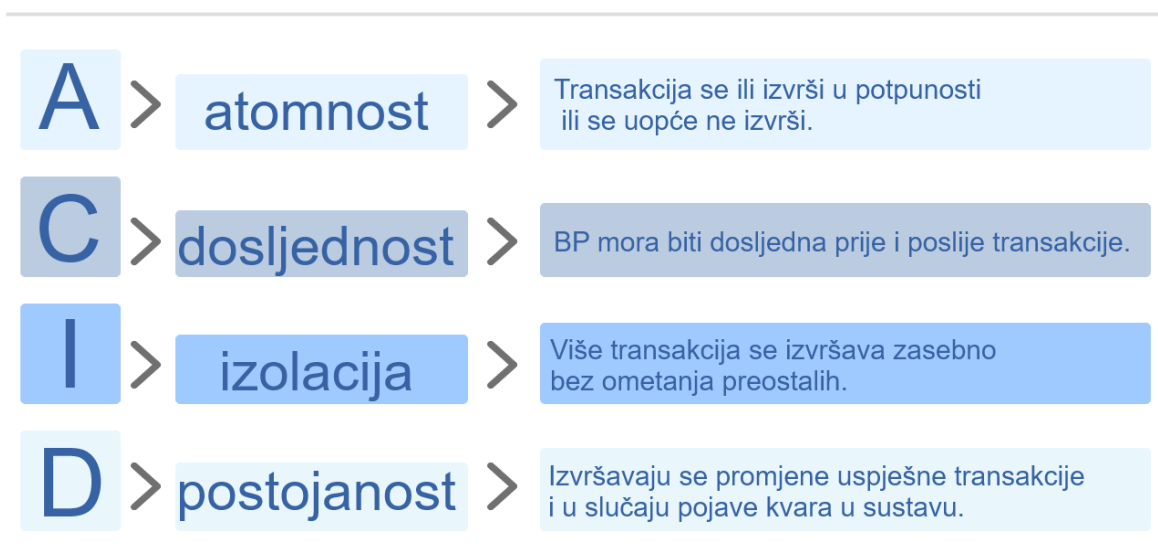 A > atomnost > Transakcija se ili izvrši u potpunosti
ili se uopće ne izvrši.
C > dosljednost > BP mora biti dosljedna prije i poslije transakcije.
I > izolacija > Više transakcija se izvršava zasebno
bez ometanja preostalih.
D > postojanost > Izvršavaju se promjene uspješne transakcije
i u slučaju pojave kvara u sustavu.